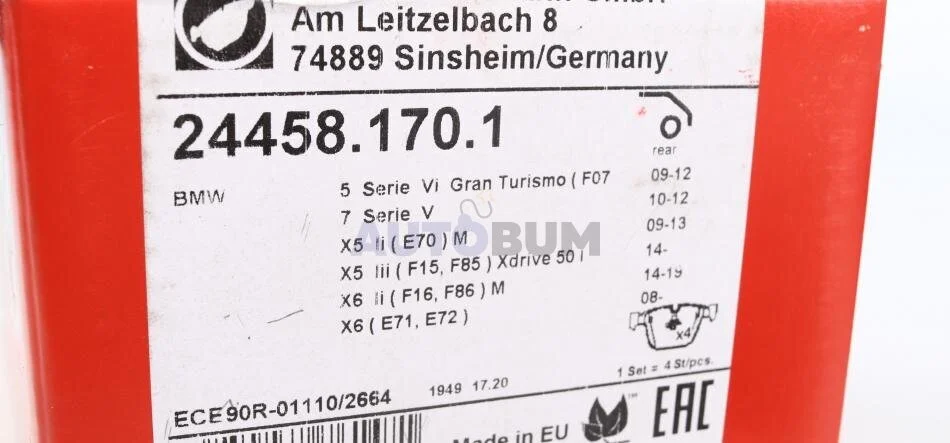 Am Leitzelbach 8
74889 Sinsheim/Germany
24458.170.1
rear
BMW 5 Serie Vi Gran Turismo ( F07 09-12
7 Serie V 10-12
X5 Ii ( E70 ) M 09-13
X5 Iii ( F15, F85 ) Xdrive 50 i 14-
X6 Ii ( F16, F86 ) M 14-19
X6 ( E71, E72 ) 08-
AUTOBUM
x4
1 Set = 4 St/pcs.
ECE90R-01110/2664 1949 17.20
Made in EU
TM
EAC